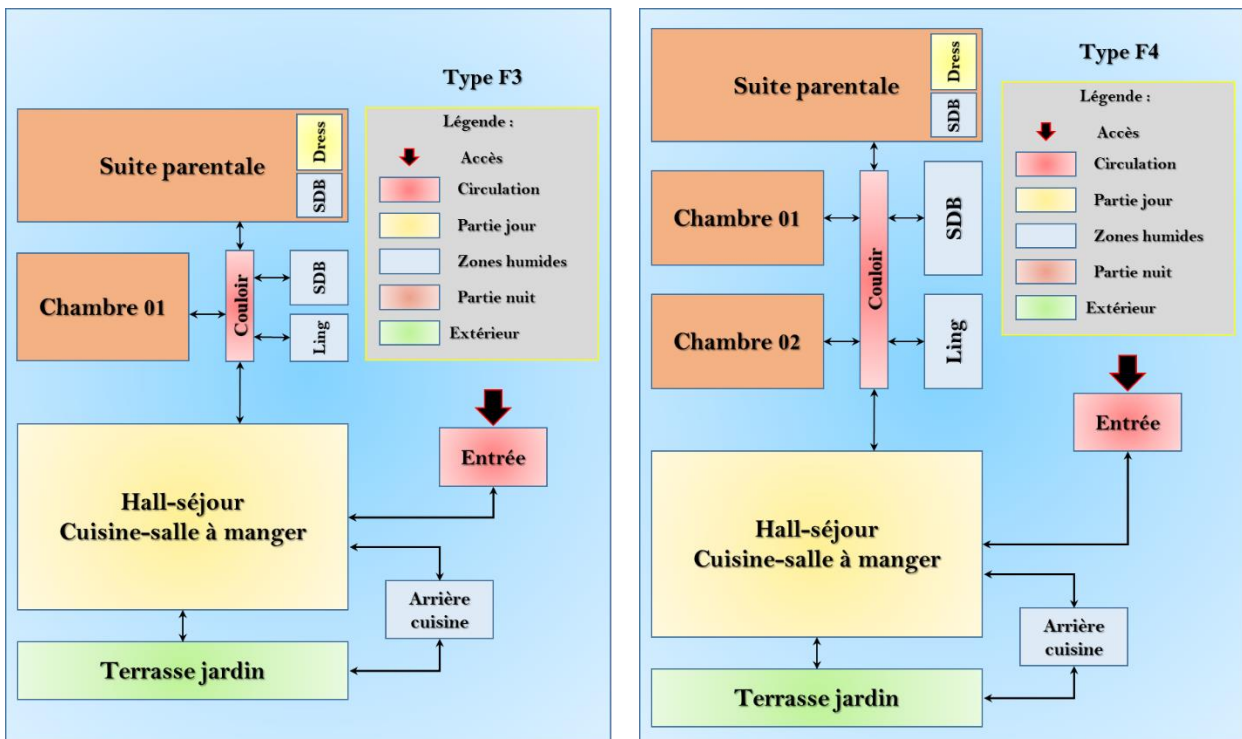 Type F3
Légende :
Accès
Circulation
Partie jour
Zones humides
Partie nuit
Extérieur
Suite parentale
Dress
SDB
Chambre 01
Couloir
SDB
Ling
Entrée
Hall-séjour
Cuisine-salle à manger
Arrière
cuisine
Terrasse jardin
Type F4
Légende :
Accès
Circulation
Partie jour
Zones humides
Partie nuit
Extérieur
Suite parentale
Dress
SDB
Chambre 01
Couloir
SDB
Chambre 02
Ling
Entrée
Hall-séjour
Cuisine-salle à manger
Arrière
cuisine
Terrasse jardin